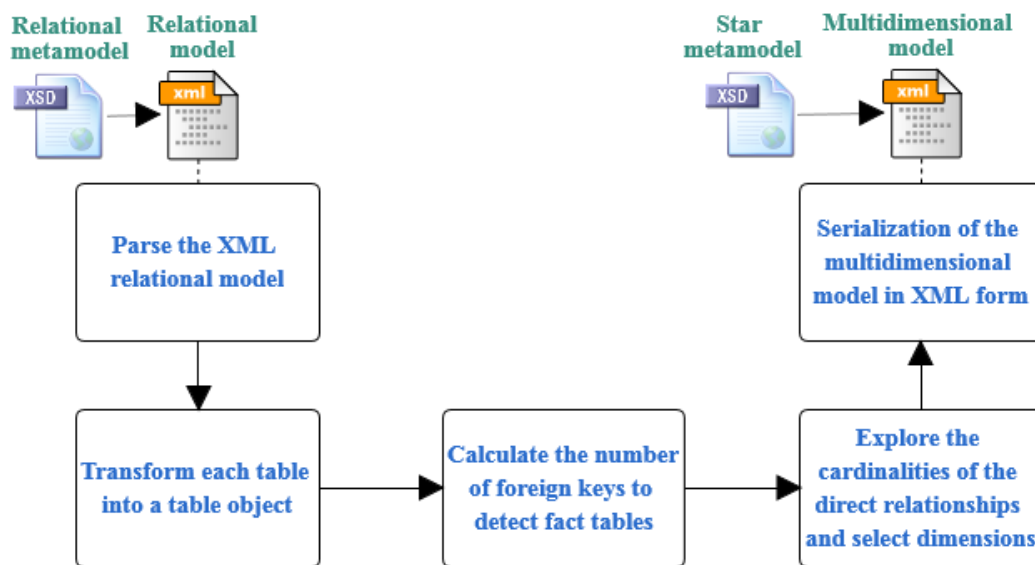 Relational
metamodel
Relational
model
XSD
xml
Star
metamodel
Multidimensional
model
XSD
xml
Parse the XML
relational model
Transform each table
into a table object
Calculate the number
of foreign keys to
detect fact tables
Explore the
cardinalities of the
direct relationships
and select dimensions
Serialization of the
multidimensional
model in XML form